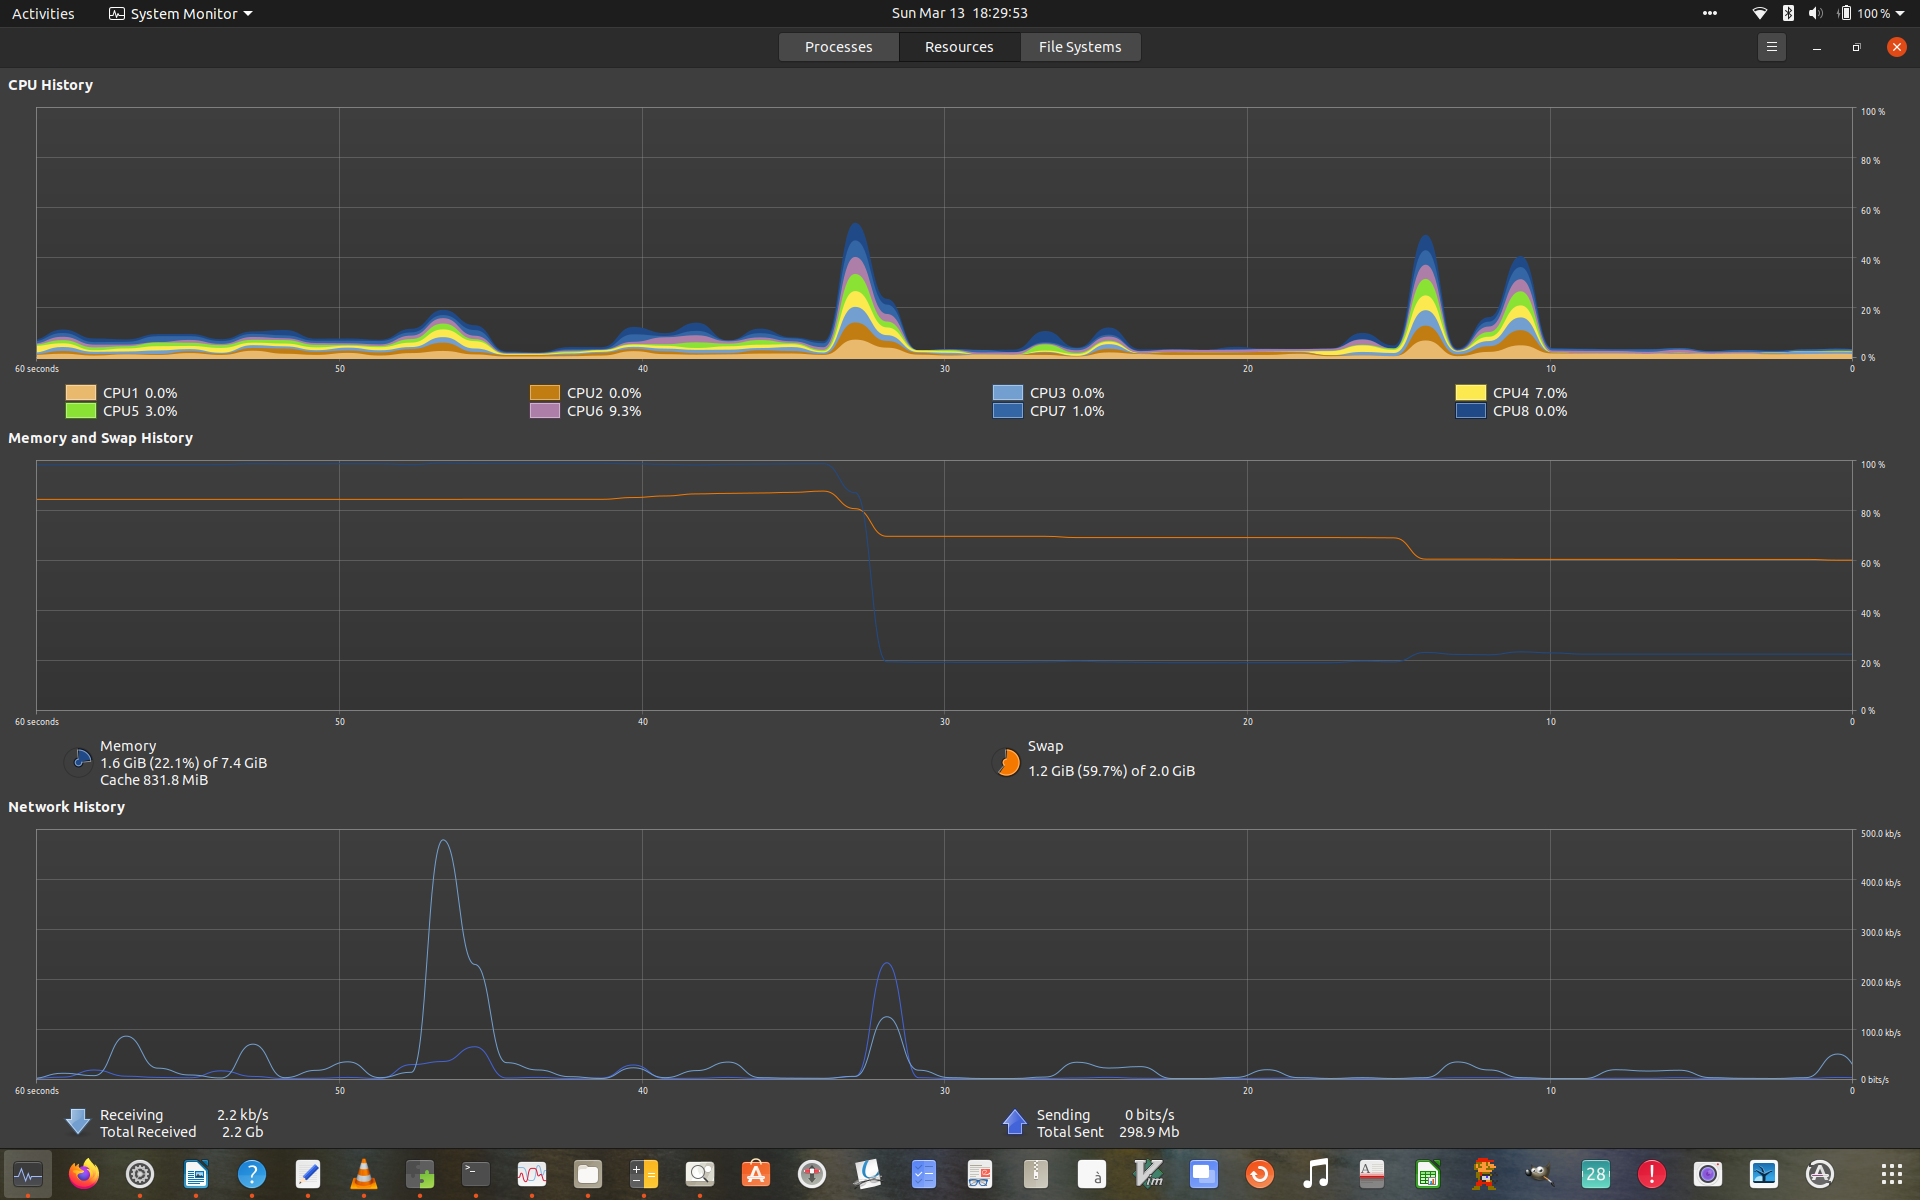 Activities System Monitor Sun Mar 13 18:29:53 100 %
Processes Resources File Systems
CPU History
100 %
80 %
60 %
40 %
20 %
0 %
60 seconds 50 40 30 20 10 0
CPU1 0.0% CPU2 0.0% CPU3 0.0% CPU4 7.0%
CPU5 3.0% CPU6 9.3% CPU7 1.0% CPU8 0.0%
Memory and Swap History
100 %
80 %
60 %
40 %
20 %
0 %
60 seconds 50 40 30 20 10 0
Memory
1.6 GiB (22.1%) of 7.4 GiB
Cache 831.8 MiB
Swap
1.2 GiB (59.7%) of 2.0 GiB
Network History
500.0 kb/s
400.0 kb/s
300.0 kb/s
200.0 kb/s
100.0 kb/s
0 bits/s
60 seconds 50 40 30 20 10 0
Receiving 2.2 kb/s
Total Received 2.2 Gb
Sending 0 bits/s
Total Sent 298.9 Mb
? >_ à Vim A 28 !